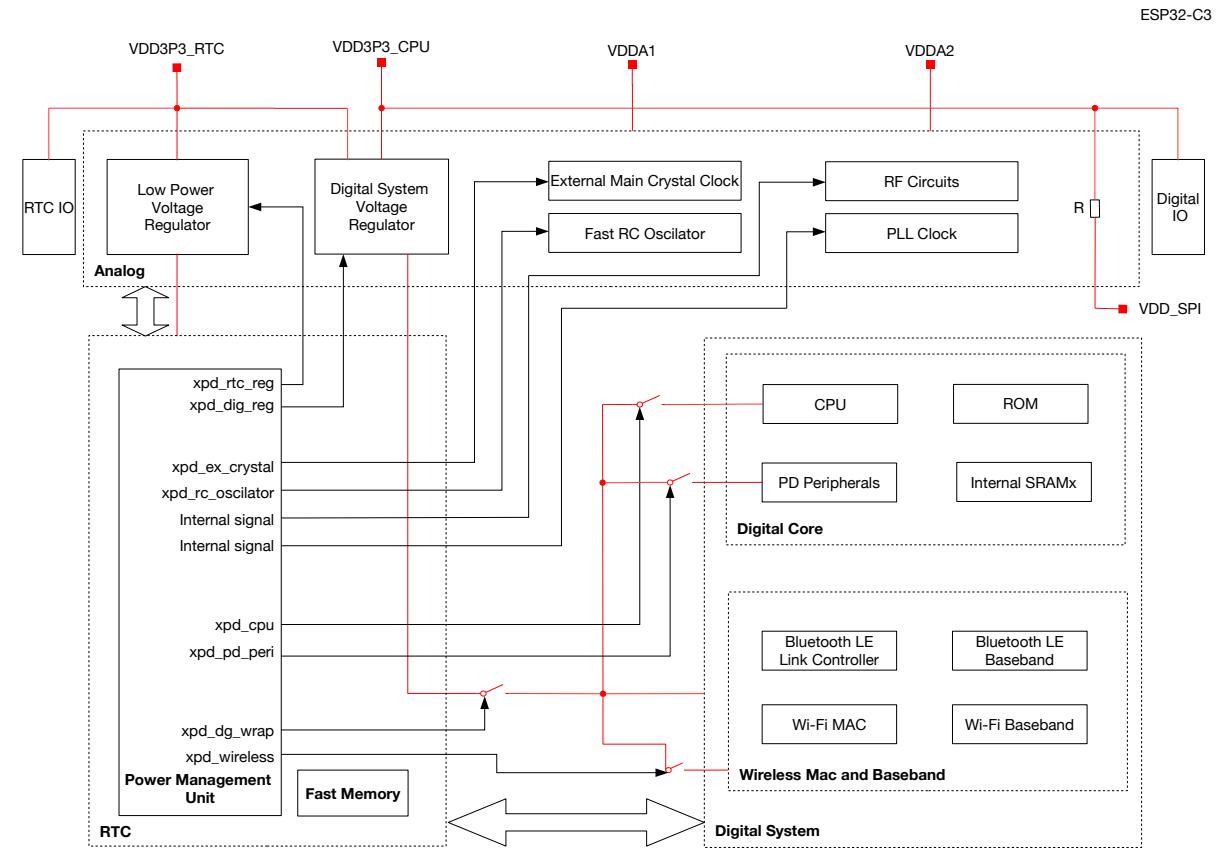 ESP32-C3
VDD3P3_RTC
VDD3P3_CPU
VDDA1
VDDA2
RTC IO
Low Power
Voltage
Regulator
Digital System
Voltage
Regulator
External Main Crystal Clock
Fast RC Oscilator
RF Circuits
PLL Clock
R
Digital
IO
Analog
VDD_SPI
xpd_rtc_reg
xpd_dig_reg
xpd_ex_crystal
xpd_rc_oscilator
Internal signal
Internal signal
xpd_cpu
xpd_pd_peri
xpd_dg_wrap
xpd_wireless
Power Management
Unit
Fast Memory
RTC
CPU
ROM
PD Peripherals
Internal SRAMx
Digital Core
Bluetooth LE
Link Controller
Bluetooth LE
Baseband
Wi-Fi MAC
Wi-Fi Baseband
Wireless Mac and Baseband
Digital System